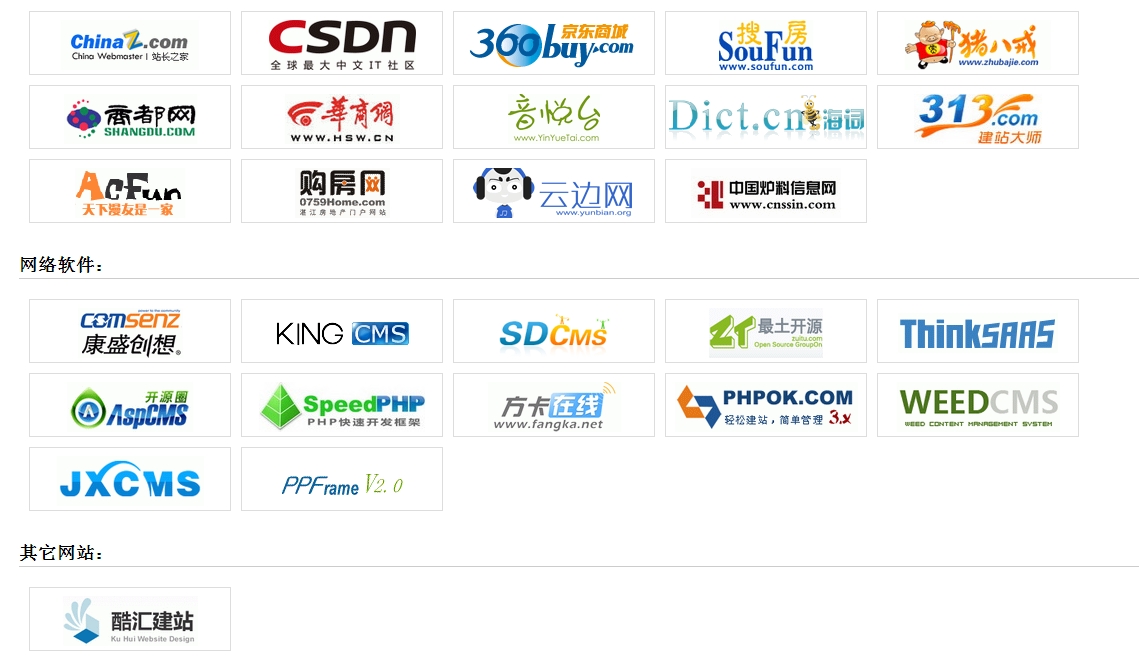 ChinaZ.com
China Webmaster | 站长之家
CSDN
全球最大中文IT社区
京东商城
360buy.com
搜房
SouFun
www.soufun.com
猪八戒
www.zhubajie.com
商都网
SHANGDU.COM
華商網
WWW.HSW.CN
音悦台
www.YinYueTai.com
Dict.cn海词
313.com
建站大师
AcFun
天下漫友是一家
购房网
0759Home.com
湛江房地产门户网站
云边网
www.yunbian.org
中国炉料信息网
www.cnssin.com
网络软件:
power to the community
comsenz
康盛创想®
KING CMS
SDCMS
最土开源
zuitu.com
Open Source GroupOn
ThinkSAAS
开源圈
AspCMS
SpeedPHP
PHP快速开发框架
方卡在线
www.fangka.net
PHPOK.COM
轻松建站，简单管理 3.x
WEEDCMS
WEED CONTENT MANAGEMENT SYSTEM
JXCMS
PPFrame V2.0
其它网站:
酷汇建站
Ku Hui Website Design